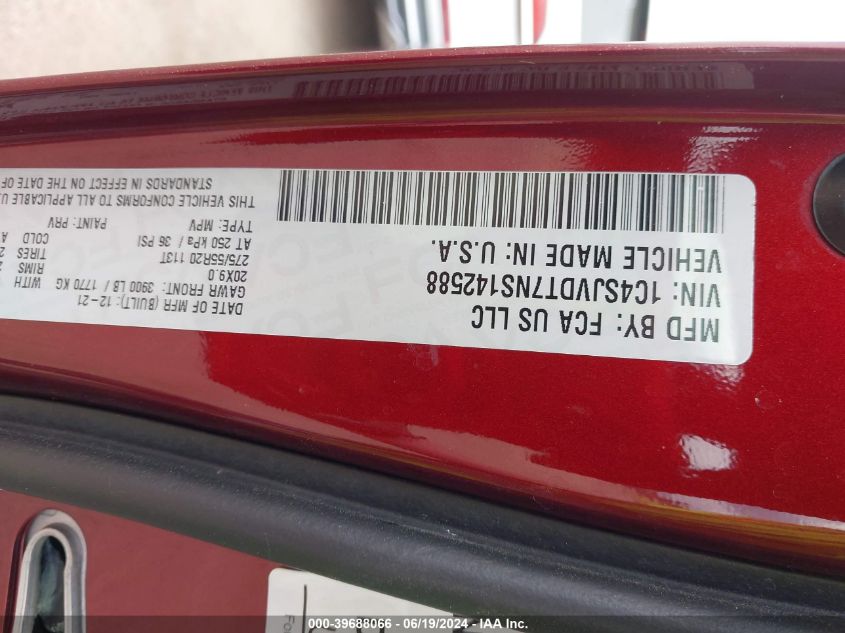 MFD BY: FCA US LLC
VIN: 1C4SJVDT7NS142588
VEHICLE MADE IN: U.S.A.
DATE OF MFR (BUILT): 12-21
GAWR FRONT: 3900 LB / 1770 KG WITH
20X9.0 RIMS
275/55R20 113T TIRES
AT 250 kPa / 36 PSI COLD
TYPE: MPV PAINT: PRV
THIS VEHICLE CONFORMS TO ALL APPLICABLE U
STANDARDS IN EFFECT ON THE DATE OF
000-39688066 - 06/19/2024 - IAAI.COM